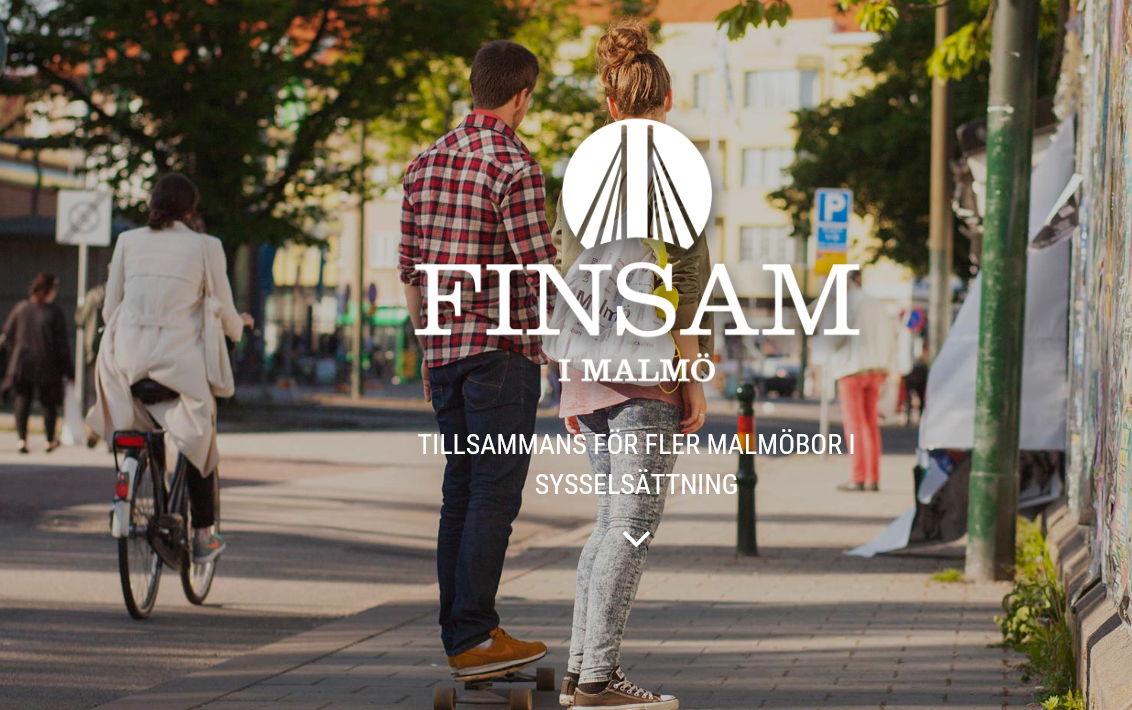 P
FINSAM
I MALMÖ
TILLSAMMANS FÖR FLER MALMÖBOR I
SYSSELSÄTTNING